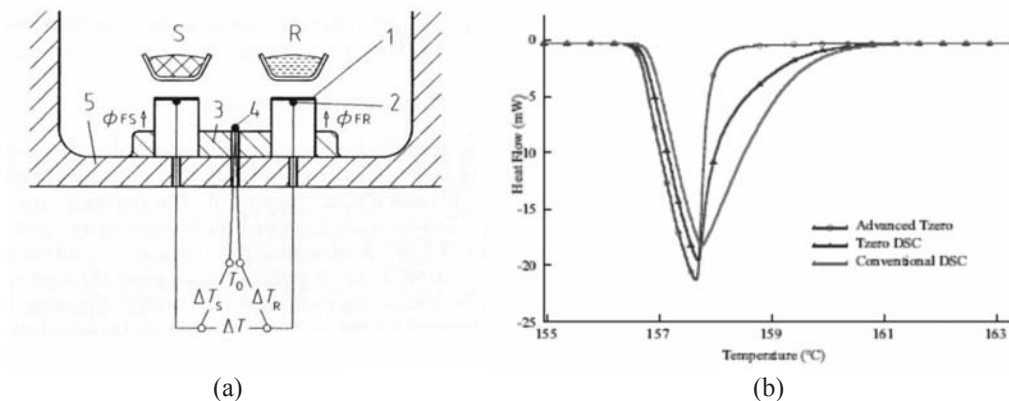 S
R
1
2
3
4
5
ϕFS
ϕFR
T0
ΔTS
ΔTR
ΔT
(a)
0
-5
-10
-15
-20
-25
155
157
159
161
163
Heat Flow (mW)
Temperature (°C)
Advanced Tzero
Tzero DSC
Conventional DSC
(b)